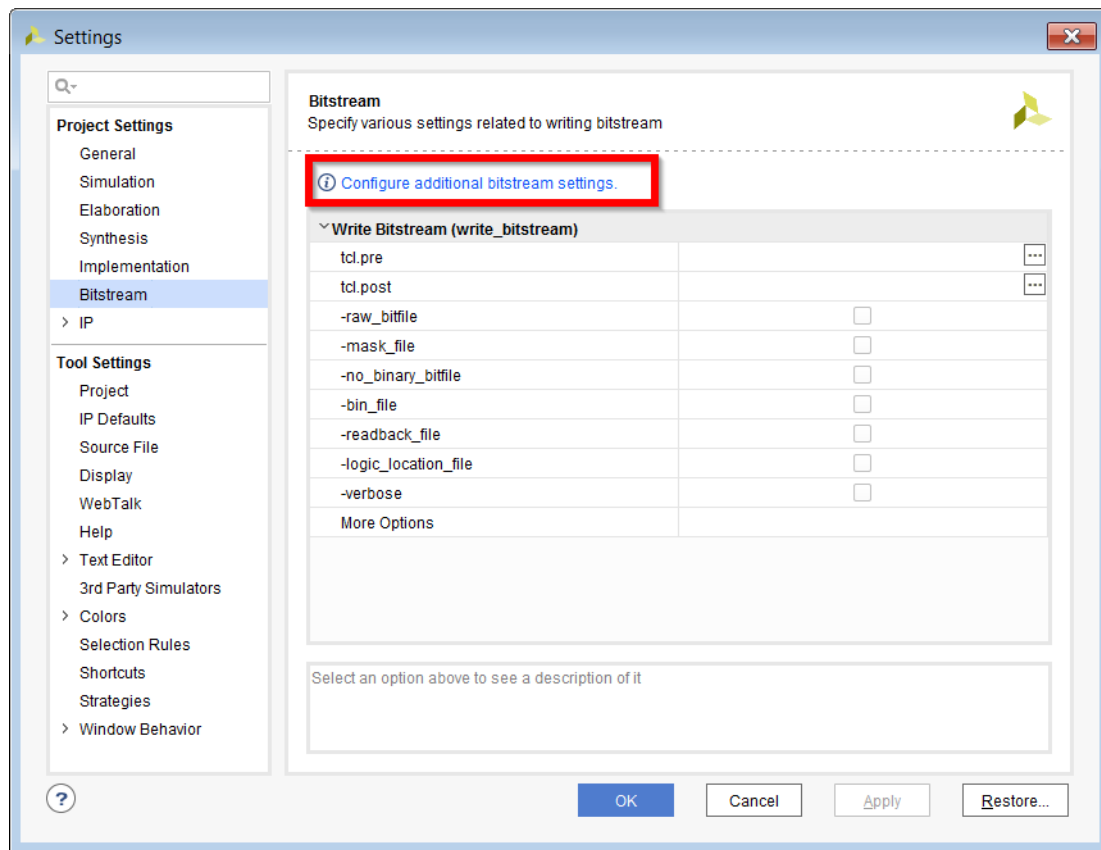 Settings
Project Settings
General
Simulation
Elaboration
Synthesis
Implementation
Bitstream
IP
Tool Settings
Project
IP Defaults
Source File
Display
WebTalk
Help
Text Editor
3rd Party Simulators
Colors
Selection Rules
Shortcuts
Strategies
Window Behavior
Bitstream
Specify various settings related to writing bitstream
Configure additional bitstream settings.
Write Bitstream (write_bitstream)
tcl.pre
tcl.post
-raw_bitfile
-mask_file
-no_binary_bitfile
-bin_file
-readback_file
-logic_location_file
-verbose
More Options
Select an option above to see a description of it
? OK Cancel Apply Restore...